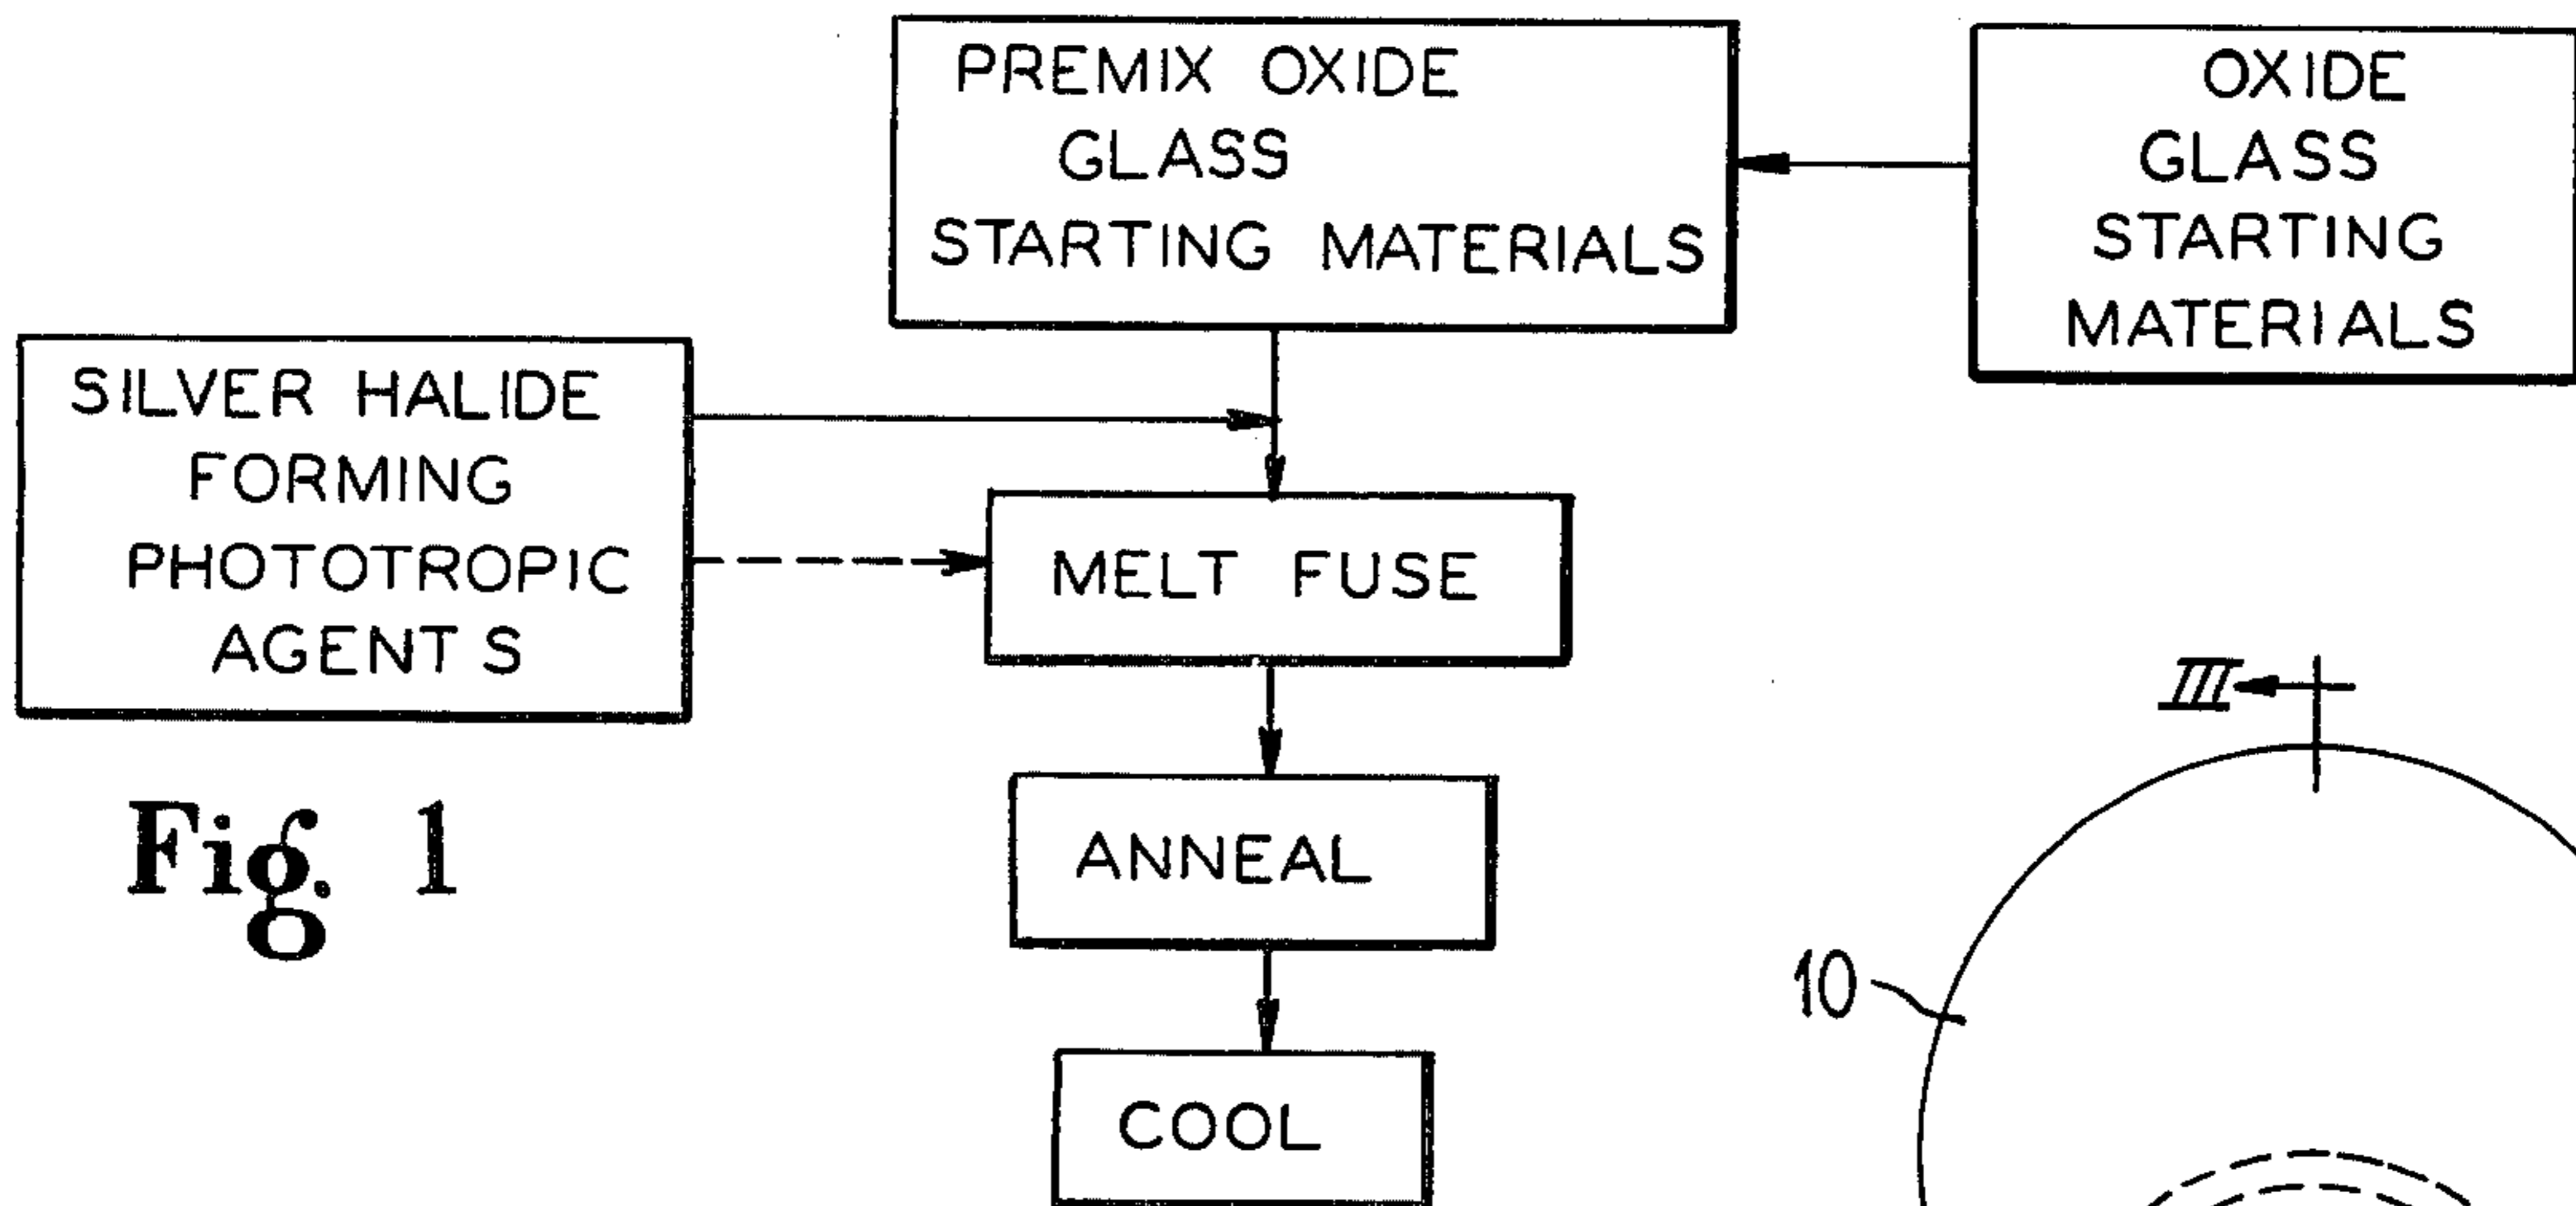 PREMIX OXIDE
GLASS
STARTING MATERIALS
OXIDE
GLASS
STARTING
MATERIALS
SILVER HALIDE
FORMING
PHOTOTROPIC
AGENTS
MELT FUSE
III
ANNEAL
Fig. 1
10
COOL